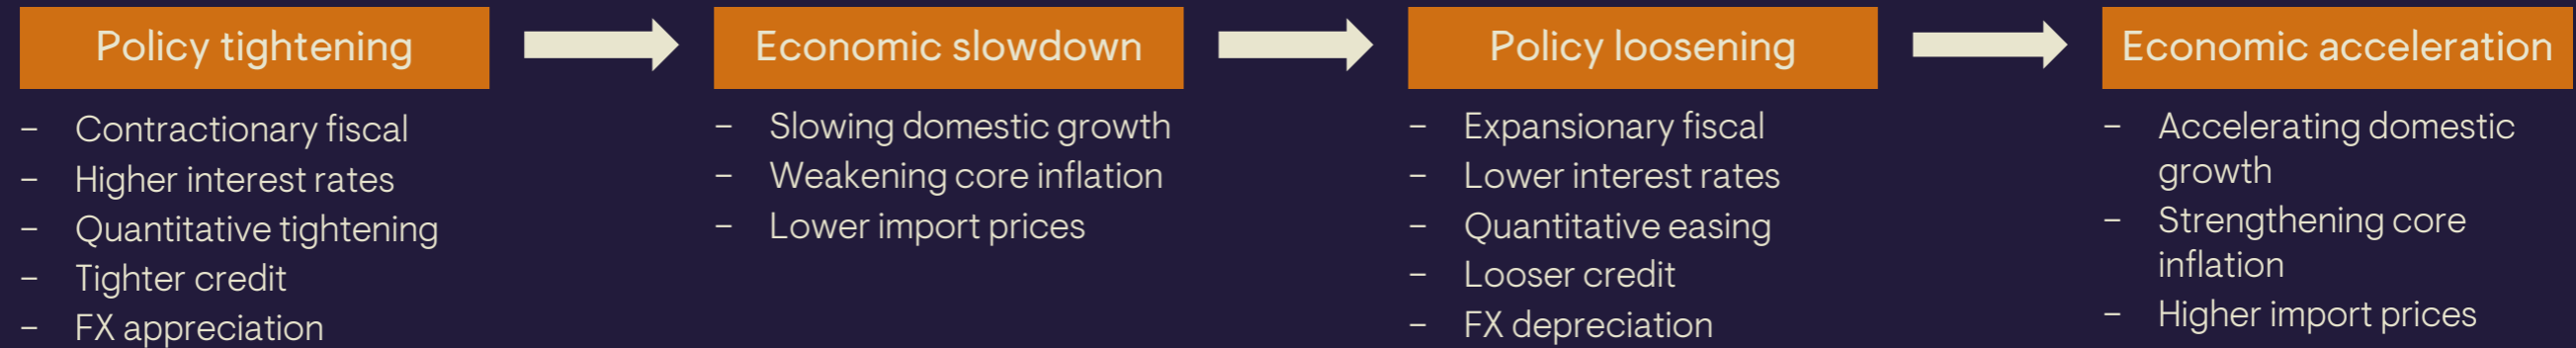 Policy tightening
– Contractionary fiscal
– Higher interest rates
– Quantitative tightening
– Tighter credit
– FX appreciation
Economic slowdown
– Slowing domestic growth
– Weakening core inflation
– Lower import prices
Policy loosening
– Expansionary fiscal
– Lower interest rates
– Quantitative easing
– Looser credit
– FX depreciation
Economic acceleration
– Accelerating domestic
growth
– Strengthening core
inflation
– Higher import prices